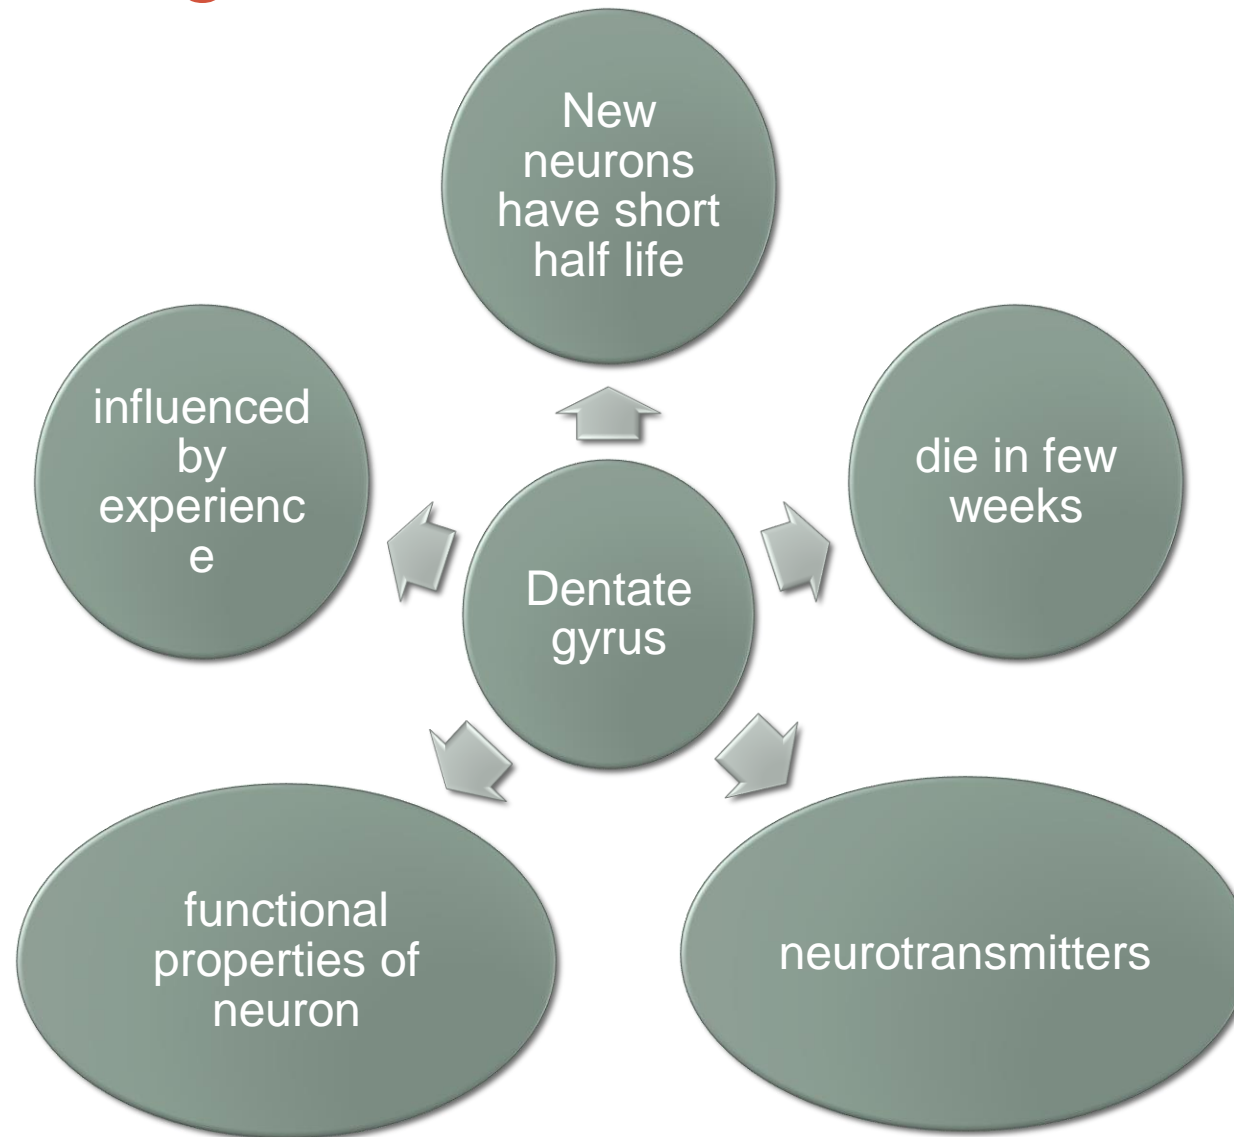 New
neurons
have short
half life
influenced
by
experienc
e
die in few
weeks
Dentate
gyrus
functional
properties of
neuron
neurotransmitters